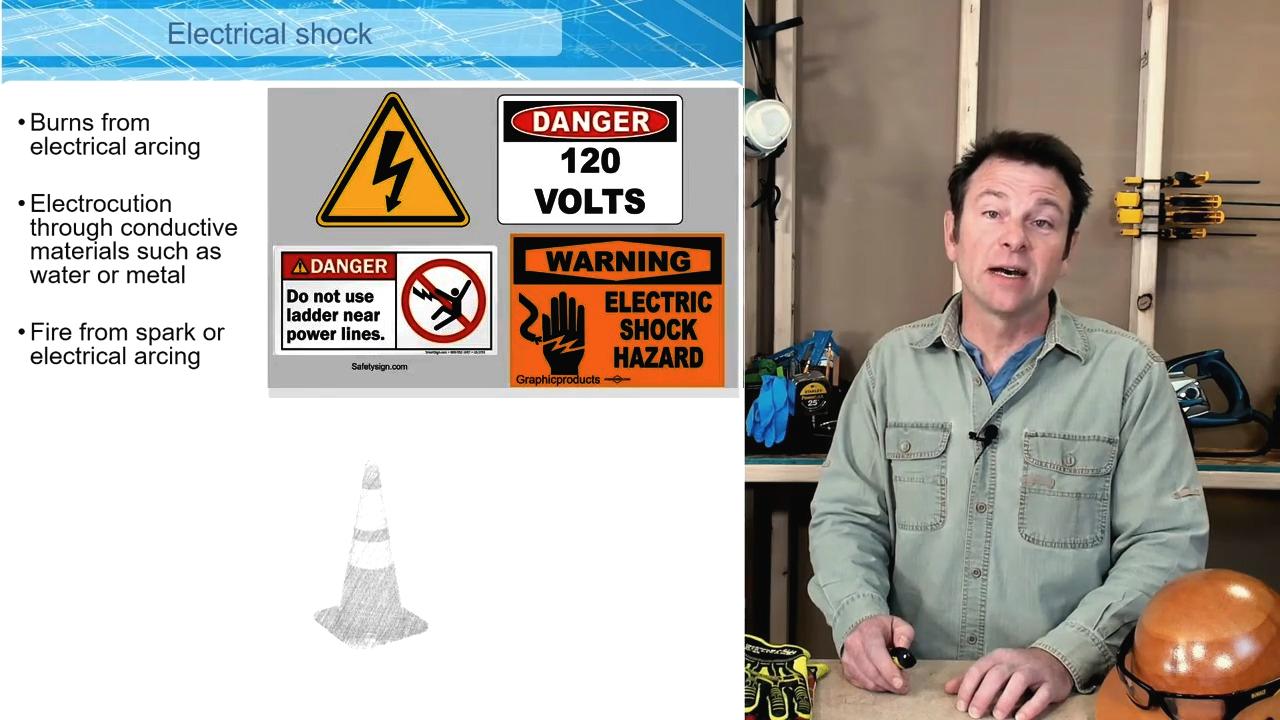 Electrical shock
• Burns from
electrical arcing
• Electrocution
through conductive
materials such as
water or metal
• Fire from spark or
electrical arcing
DANGER
120
VOLTS
DANGER
Do not use
ladder near
power lines.
Safetysign.com
WARNING
ELECTRIC
SHOCK
HAZARD
Graphicproducts
STANLEY
25'